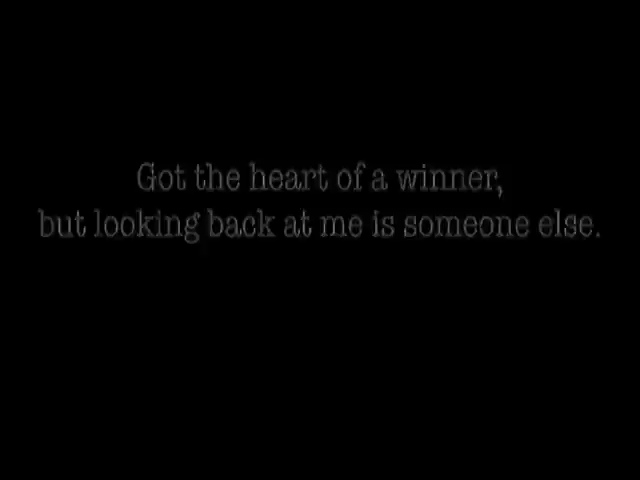 Got the heart of a winner,
but looking back at me is someone else.